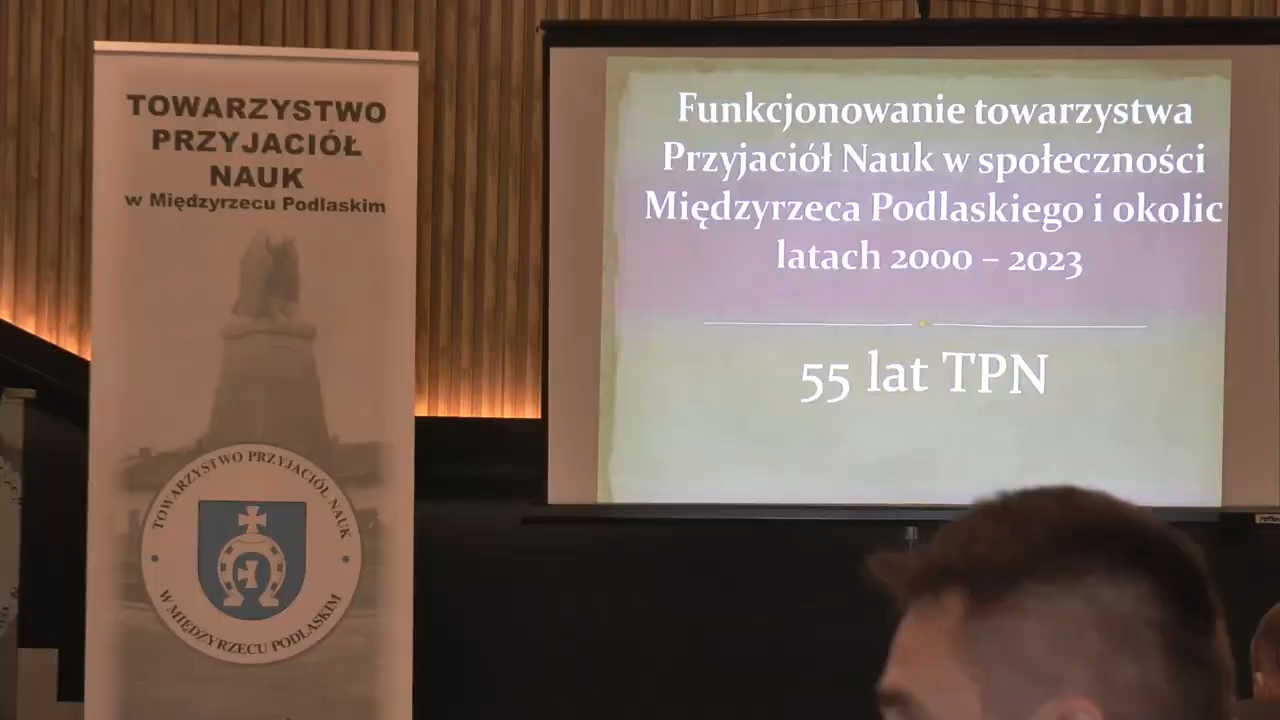 TOWARZYSTWO
PRZYJACIÓŁ
NAUK
w Międzyrzecu Podlaskim
TOWARZYSTWO PRZYJACIÓŁ NAUK
W MIĘDZYRZECU PODLASKIM
Funkcjonowanie towarzystwa
Przyjaciół Nauk w społeczności
Międzyrzeca Podlaskiego i okolic
latach 2000 – 2023
55 lat TPN